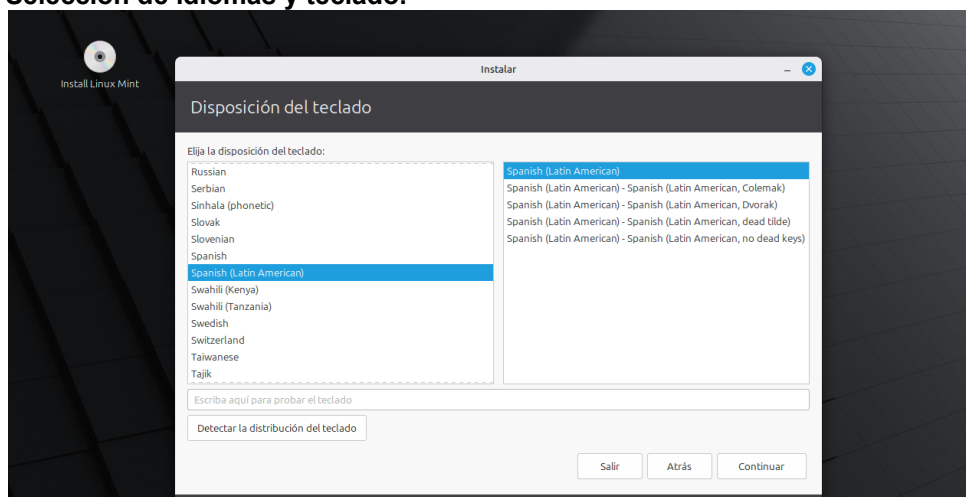 Selección de idiomas y teclado:
Install Linux Mint
Instalar
Disposición del teclado
Elija la disposición del teclado:
Russian
Serbian
Sinhala (phonetic)
Slovak
Slovenian
Spanish
Spanish (Latin American)
Swahili (Kenya)
Swahili (Tanzania)
Swedish
Switzerland
Taiwanese
Tajik
Spanish (Latin American)
Spanish (Latin American) - Spanish (Latin American, Colemak)
Spanish (Latin American) - Spanish (Latin American, Dvorak)
Spanish (Latin American) - Spanish (Latin American, dead tilde)
Spanish (Latin American) - Spanish (Latin American, no dead keys)
Escriba aquí para probar el teclado
Detectar la distribución del teclado
Salir
Atrás
Continuar